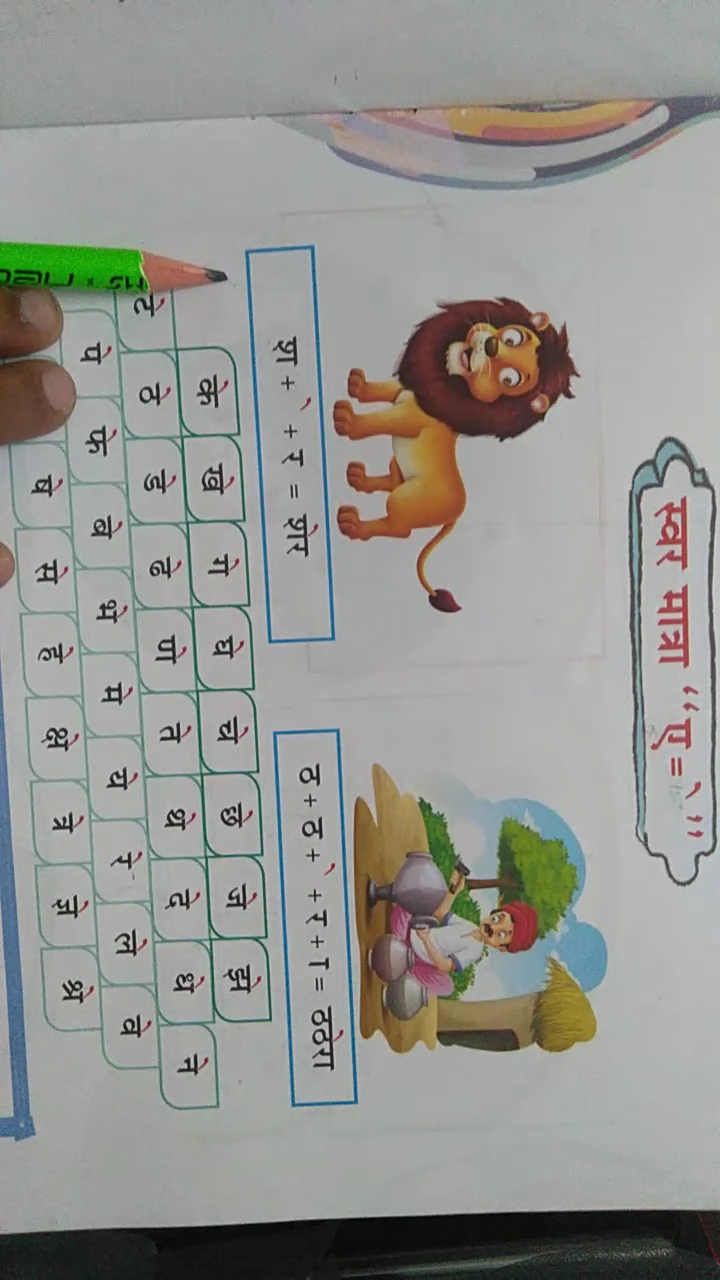 स्वर मात्रा “ए = े”
श + े + र = शेर
ठ + ठ + े + र + ा = ठठेरा
के खे गे घे चे छे जे झे
टे ठे डे ढे णे ते थे दे धे ने
पे फे बे भे मे ये रे ले वे
षे से हे क्षे त्रे ज्ञे श्रे